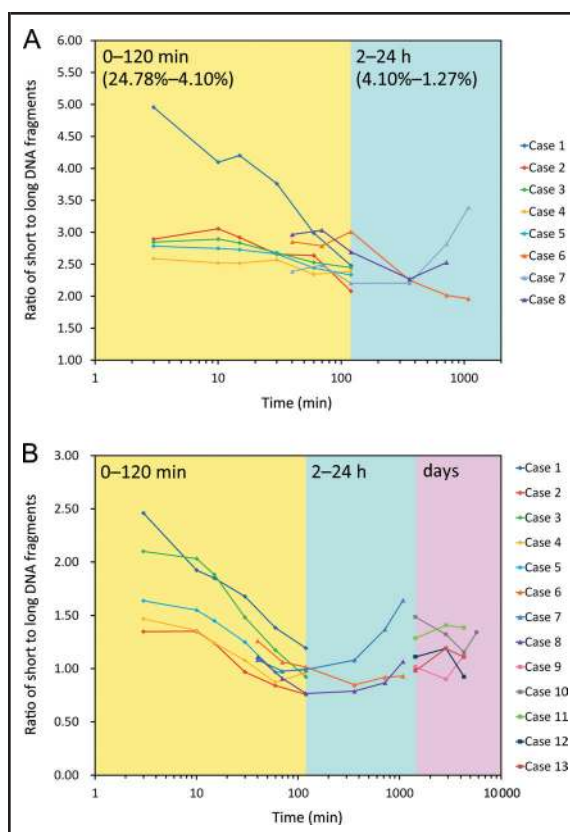 A
6.00
5.50
5.00
4.50
4.00
3.50
3.00
2.50
2.00
1.50
1.00
Ratio of short to long DNA fragments
0–120 min
(24.78%–4.10%)
2–24 h
(4.10%–1.27%)
Case 1
Case 2
Case 3
Case 4
Case 5
Case 6
Case 7
Case 8
1 10 100 1000
Time (min)
B
3.00
2.50
2.00
1.50
1.00
0.50
0.00
Ratio of short to long DNA fragments
0–120 min
2–24 h
days
Case 1
Case 2
Case 3
Case 4
Case 5
Case 6
Case 7
Case 8
Case 9
Case 10
Case 11
Case 12
Case 13
1 10 100 1000 10 000
Time (min)